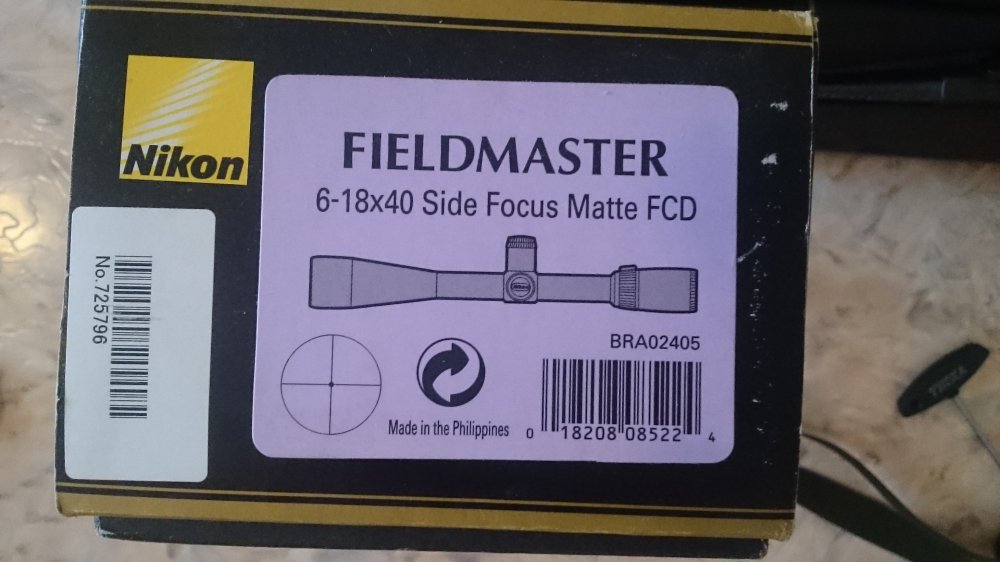 Nikon
FIELDMASTER
6-18x40 Side Focus Matte FCD
Nikon
No.725796
BRA02405
Made in the Philippines
0 18208 08522 4